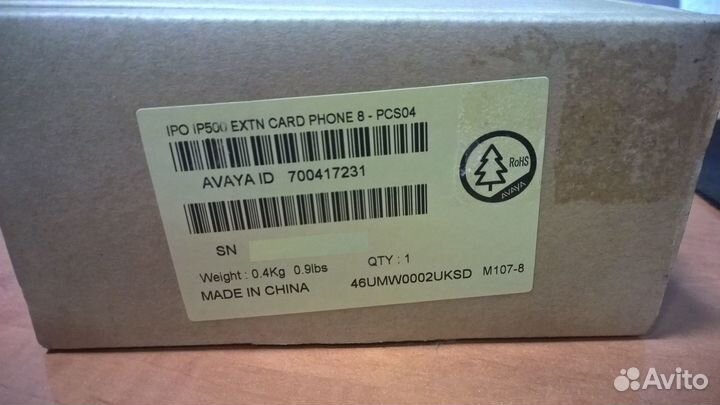 IPO IP500 EXTN CARD PHONE 8 - PCS04
AVAYA ID 700417231
RoHS
AVAYA
SN
Weight : 0.4Kg 0.9lbs
QTY : 1
MADE IN CHINA
46UMW0002UKSD
M107-8
Avito